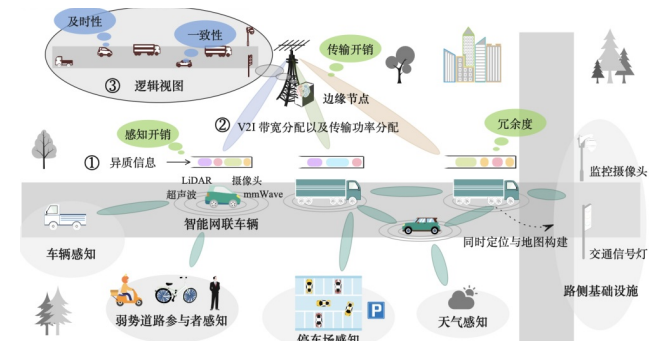 及时性
一致性
③ 逻辑视图
传输开销
边缘节点
② V2I 带宽分配以及传输功率分配
感知开销
冗余度
① 异质信息
LiDAR
摄像头
超声波
mmWave
智能网联车辆
监控摄像头
车辆感知
同时定位与地图构建
交通信号灯
路侧基础设施
弱势道路参与者感知
P
停车场感知
天气感知